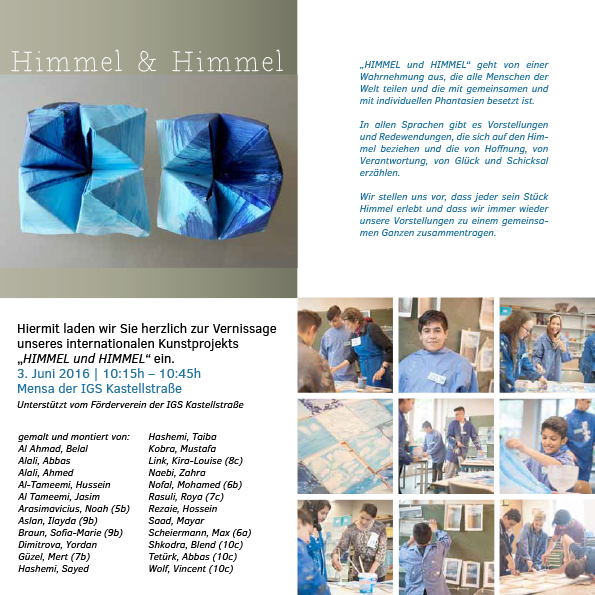 Himmel & Himmel
„HIMMEL und HIMMEL“ geht von einer
Wahrnehmung aus, die alle Menschen der
Welt teilen und die mit gemeinsamen und
mit individuellen Phantasien besetzt ist.
In allen Sprachen gibt es Vorstellungen
und Redewendungen, die sich auf den Him-
mel beziehen und die von Hoffnung, von
Verantwortung, von Glück und Schicksal
erzählen.
Wir stellen uns vor, dass jeder sein Stück
Himmel erlebt und dass wir immer wieder
unsere Vorstellungen zu einem gemeinsa-
men Ganzen zusammentragen.
Hiermit laden wir Sie herzlich zur Vernissage
unseres internationalen Kunstprojekts
„HIMMEL und HIMMEL“ ein.
3. Juni 2016 | 10:15h – 10:45h
Mensa der IGS Kastellstraße
Unterstützt vom Förderverein der IGS Kastellstraße
gemalt und montiert von:
Al Ahmad, Belal
Alali, Abbas
Alali, Ahmed
Al-Tameemi, Hussein
Al Tameemi, Jasim
Arasimavicius, Noah (5b)
Aslan, Ilayda (9b)
Braun, Sofia-Marie (9b)
Dimitrova, Yordan
Güzel, Mert (7b)
Hashemi, Sayed
Hashemi, Taiba
Kobra, Mustafa
Link, Kira-Louise (8c)
Naebi, Zahra
Nofal, Mohamed (6b)
Rasuli, Roya (7c)
Rezaie, Hossein
Saad, Mayar
Scheiermann, Max (6a)
Shkodra, Blend (10c)
Tetürk, Abbas (10c)
Wolf, Vincent (10c)